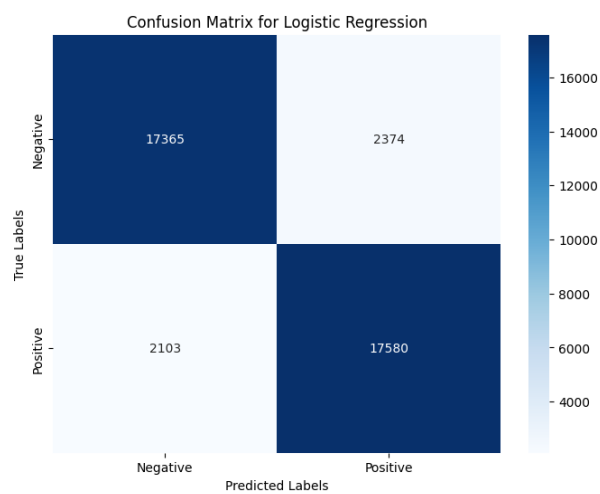 Confusion Matrix for Logistic Regression
Negative
17365
2374
Positive
2103
17580
True Labels
Negative
Positive
Predicted Labels
16000
14000
12000
10000
8000
6000
4000